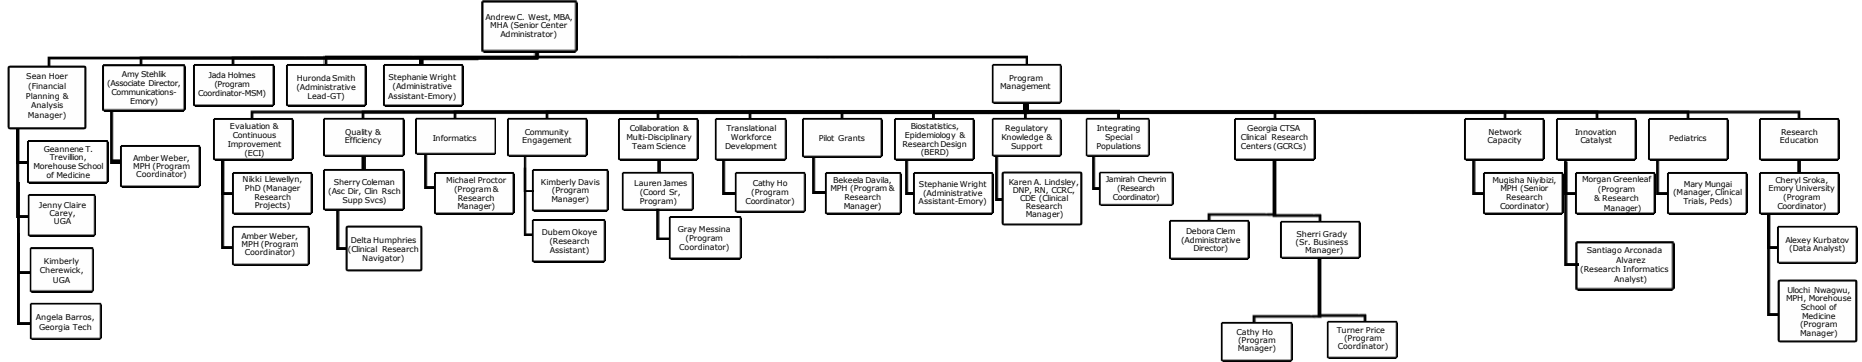 Andrew C. West, MBA,
MHA (Senior Center
Administrator)
Sean Hoer
(Financial
Planning &
Analysis
Manager)
Amy Stehlik
(Associate Director,
Communications-
Emory)
Jada Holmes
(Program
Coordinator-MSM)
Huronda Smith
(Administrative
Lead-GT)
Stephanie Wright
(Administrative
Assistant-Emory)
Program
Management
Geannene T.
Trevillion,
Morehouse School
of Medicine
Jenny Claire
Carey,
UGA
Kimberly
Cherewick,
UGA
Angela Barros,
Georgia Tech
Amber Weber,
MPH (Program
Coordinator)
Evaluation &
Continuous
Improvement
(ECI)
Nikki Llewellyn,
PhD (Manager
Research
Projects)
Amber Weber,
MPH (Program
Coordinator)
Quality &
Efficiency
Sherry Coleman
(Asc Dir, Clin Rsch
Supp Svcs)
Delta Humphries
(Clinical Research
Navigator)
Informatics
Michael Proctor
(Program &
Research
Manager)
Community
Engagement
Kimberly Davis
(Program
Manager)
Dubem Okoye
(Research
Assistant)
Collaboration &
Multi-Disciplinary
Team Science
Lauren James
(Coord Sr,
Program)
Gray Messina
(Program
Coordinator)
Translational
Workforce
Development
Cathy Ho
(Program
Coordinator)
Pilot Grants
Bekeela Davila,
MPH (Program &
Research
Manager)
Biostatistics,
Epidemiology &
Research Design
(BERD)
Stephanie Wright
(Administrative
Assistant-Emory)
Regulatory
Knowledge &
Support
Karen A. Lindsley,
DNP, RN, CCRC,
CDE (Clinical
Research
Manager)
Integrating
Special
Populations
Jamirah Chevrin
(Research
Coordinator)
Georgia CTSA
Clinical Research
Centers (GCRCs)
Debora Clem
(Administrative
Director)
Sherri Grady
(Sr. Business
Manager)
Cathy Ho
(Program
Manager)
Turner Price
(Program
Coordinator)
Network
Capacity
Mugisha Niyibizi,
MPH (Senior
Research
Coordinator)
Innovation
Catalyst
Morgan Greenleaf
(Program
& Research
Manager)
Santiago Arconada
Alvarez
(Research Informatics
Analyst)
Pediatrics
Mary Mungai
(Manager, Clinical
Trials, Peds)
Research
Education
Cheryl Sroka,
Emory University
(Program
Coordinator)
Alexey Kurbatov
(Data Analyst)
Ulochi Nwagwu,
MPH, Morehouse
School of
Medicine
(Program
Manager)